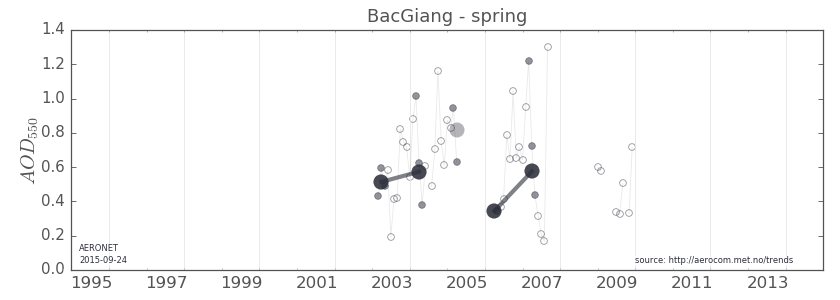 BacGiang - spring
1.4
1.2
1.0
0.8
0.6
0.4
0.2
0.0
AOD550
AERONET
2015-09-24
source: http://aerocom.met.no/trends
1995 1997 1999 2001 2003 2005 2007 2009 2011 2013